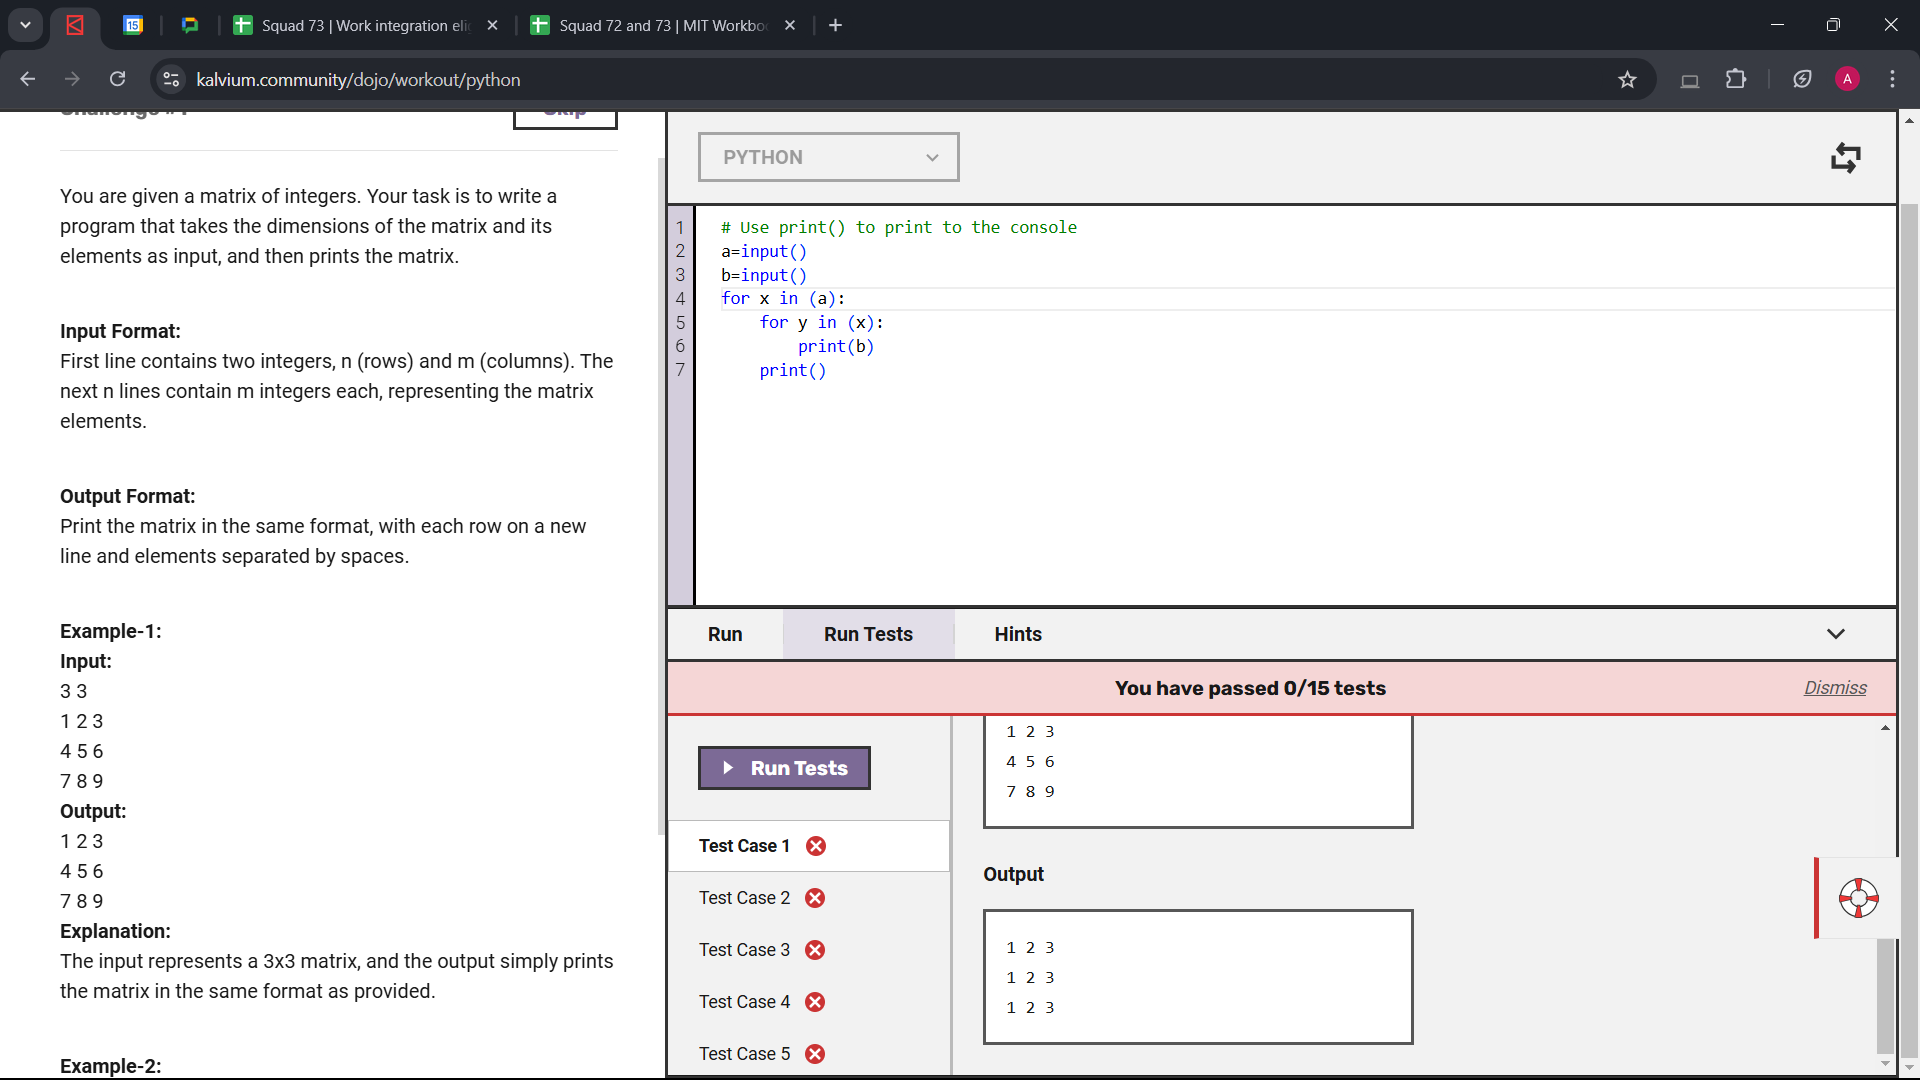 15
Squad 73 | Work integration eli
Squad 72 and 73 | MIT Workbo
kalvium.community/dojo/workout/python
A
You are given a matrix of integers. Your task is to write a
program that takes the dimensions of the matrix and its
elements as input, and then prints the matrix.
Input Format:
First line contains two integers, n (rows) and m (columns). The
next n lines contain m integers each, representing the matrix
elements.
Output Format:
Print the matrix in the same format, with each row on a new
line and elements separated by spaces.
Example-1:
Input:
3 3
1 2 3
4 5 6
7 8 9
Output:
1 2 3
4 5 6
7 8 9
Explanation:
The input represents a 3x3 matrix, and the output simply prints
the matrix in the same format as provided.
Example-2:
PYTHON
1 # Use print() to print to the console
2 a=input()
3 b=input()
4 for x in (a):
5     for y in (x):
6         print(b)
7     print()
Run
Run Tests
Hints
You have passed 0/15 tests
Dismiss
Run Tests
Test Case 1
Test Case 2
Test Case 3
Test Case 4
Test Case 5
1 2 3
4 5 6
7 8 9
Output
1 2 3
1 2 3
1 2 3